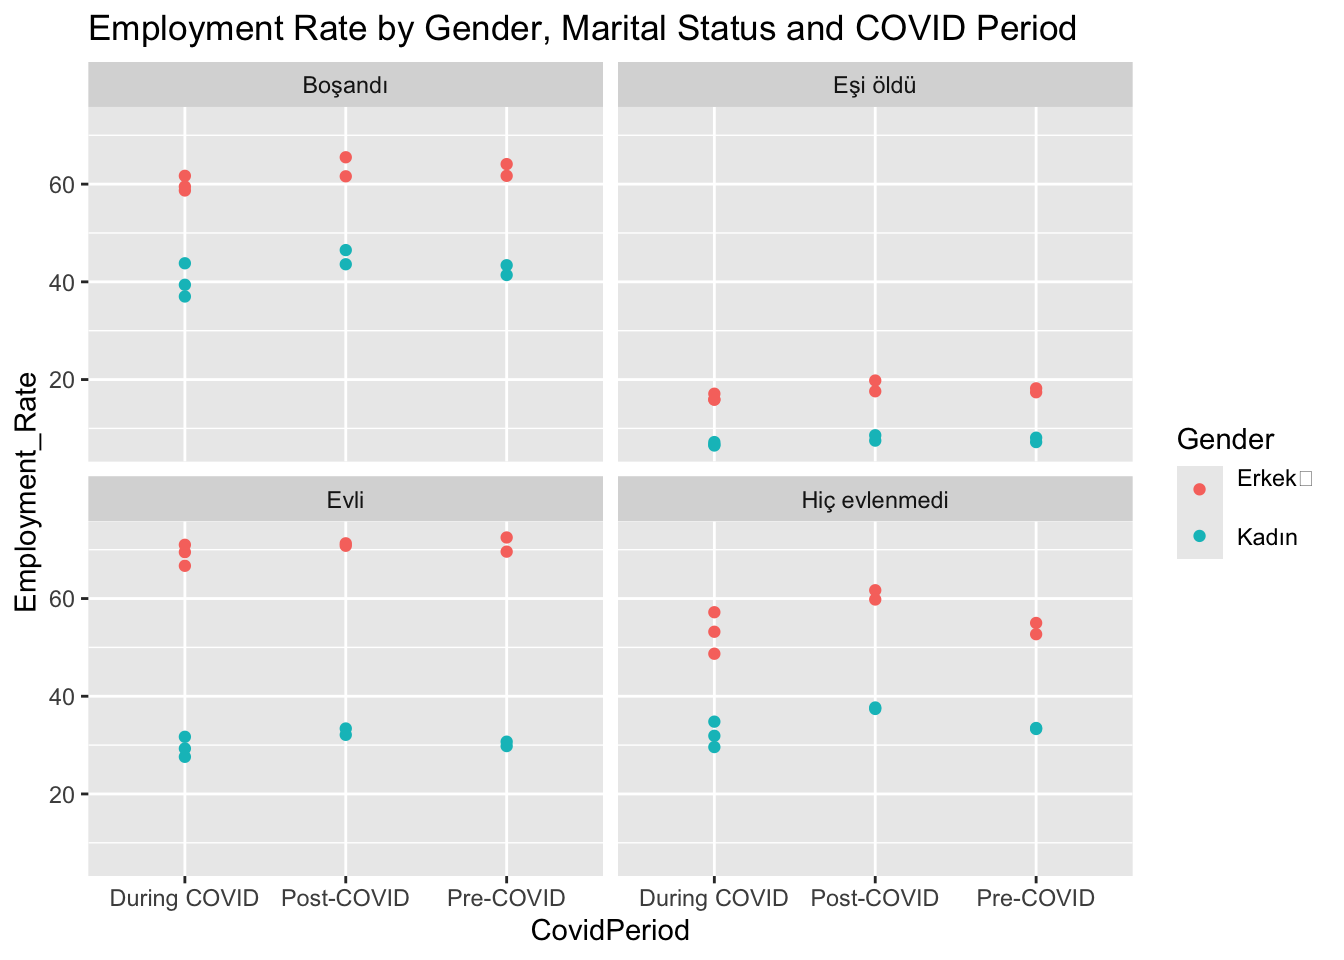 Employment Rate by Gender, Marital Status and COVID Period
Boşandı
Eşi öldü
60
40
20
Evli
Hiç evlenmedi
60
40
20
During COVID Post-COVID Pre-COVID
During COVID Post-COVID Pre-COVID
CovidPeriod
Employment_Rate
Gender
Erkek
Kadın